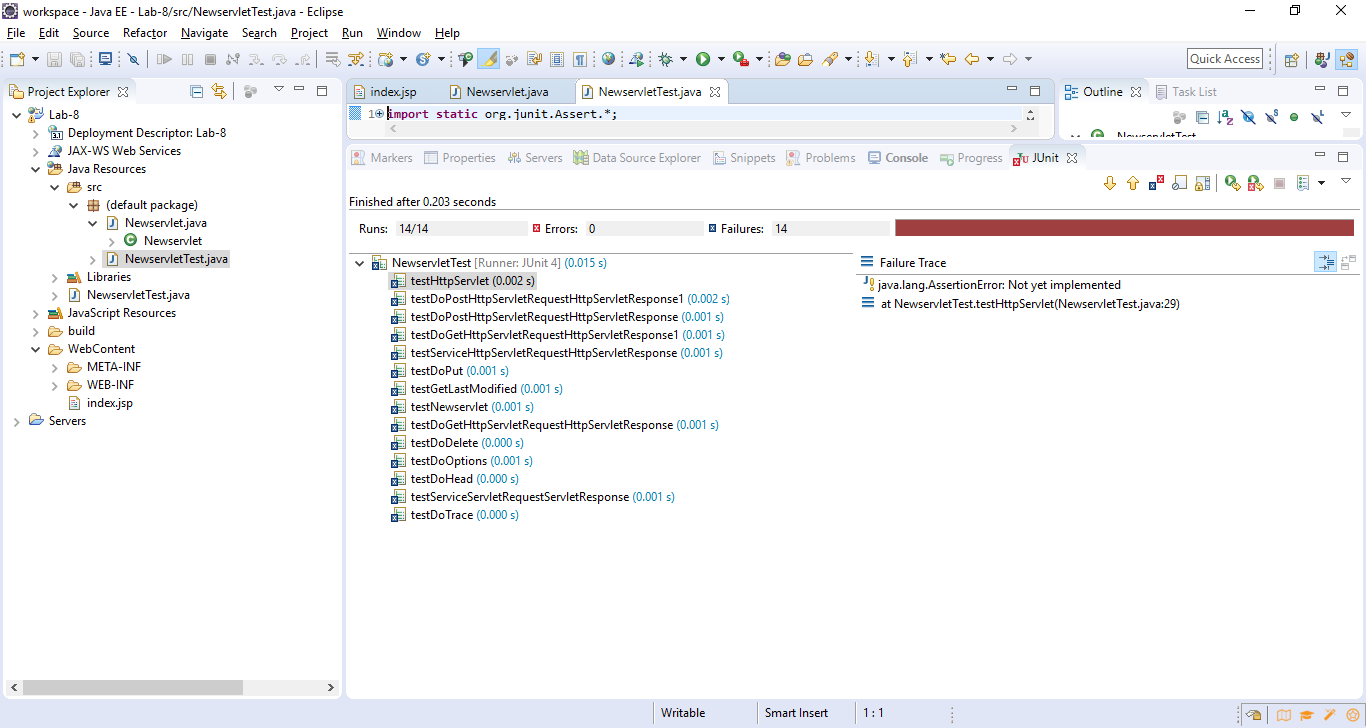 workspace - Java EE - Lab-8/src/NewservletTest.java - Eclipse
File Edit Source Refactor Navigate Search Project Run Window Help
Quick Access
Project Explorer
Lab-8
Deployment Descriptor: Lab-8
JAX-WS Web Services
Java Resources
src
(default package)
Newservlet.java
Newservlet
NewservletTest.java
Libraries
NewservletTest.java
JavaScript Resources
build
WebContent
META-INF
WEB-INF
index.jsp
Servers
index.jsp Newservlet.java NewservletTest.java
1 import static org.junit.Assert.*;
Outline Task List
NewservletTest
Markers Properties Servers Data Source Explorer Snippets Problems Console Progress JUnit
Finished after 0.203 seconds
Runs: 14/14 Errors: 0 Failures: 14
NewservletTest [Runner: JUnit 4] (0.015 s)
testHttpServlet (0.002 s)
testDoPostHttpServletRequestHttpServletResponse1 (0.002 s)
testDoPostHttpServletRequestHttpServletResponse (0.001 s)
testDoGetHttpServletRequestHttpServletResponse1 (0.001 s)
testServiceHttpServletRequestHttpServletResponse (0.001 s)
testDoPut (0.001 s)
testGetLastModified (0.001 s)
testNewservlet (0.001 s)
testDoGetHttpServletRequestHttpServletResponse (0.001 s)
testDoDelete (0.000 s)
testDoOptions (0.001 s)
testDoHead (0.000 s)
testServiceServletRequestServletResponse (0.001 s)
testDoTrace (0.000 s)
Failure Trace
java.lang.AssertionError: Not yet implemented
at NewservletTest.testHttpServlet(NewservletTest.java:29)
Writable Smart Insert 1 : 1